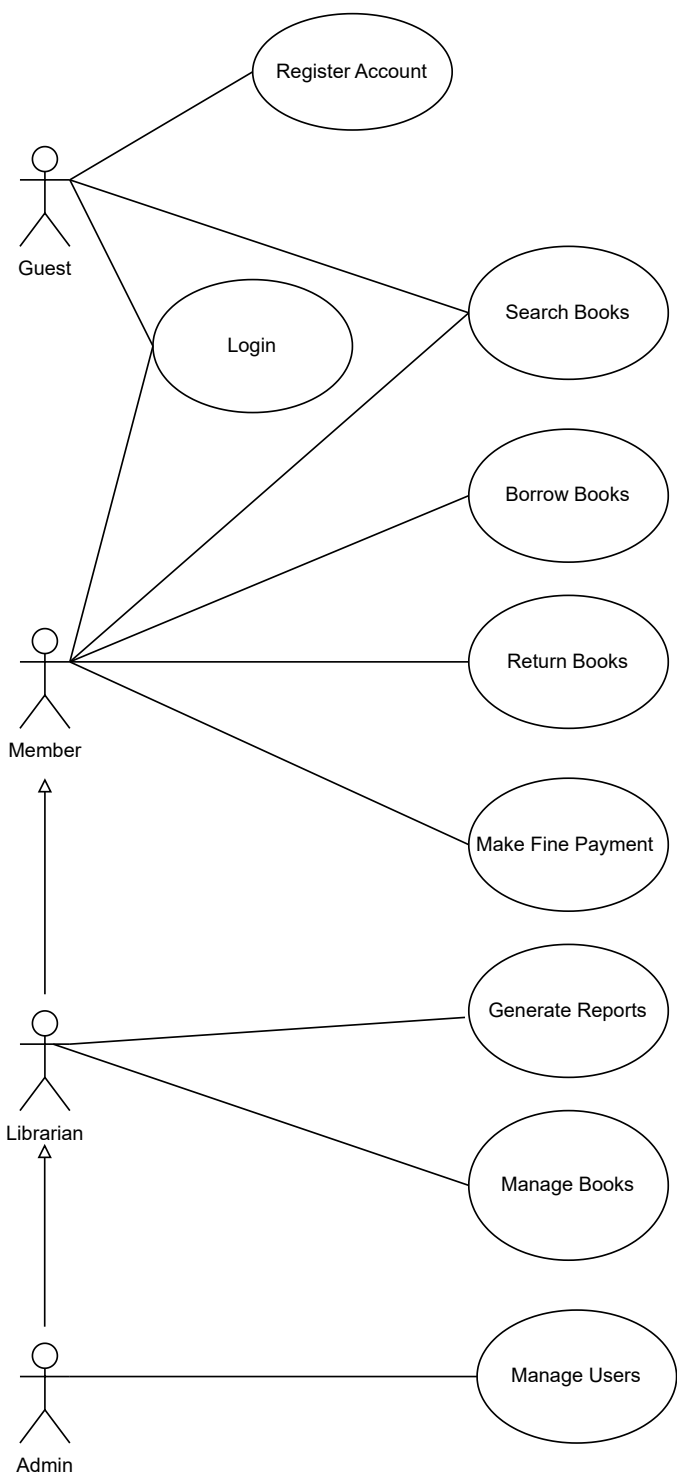 Register Account
Guest
Search Books
Login
Borrow Books
Return Books
Member
Make Fine Payment
Generate Reports
Librarian
Manage Books
Manage Users
Admin